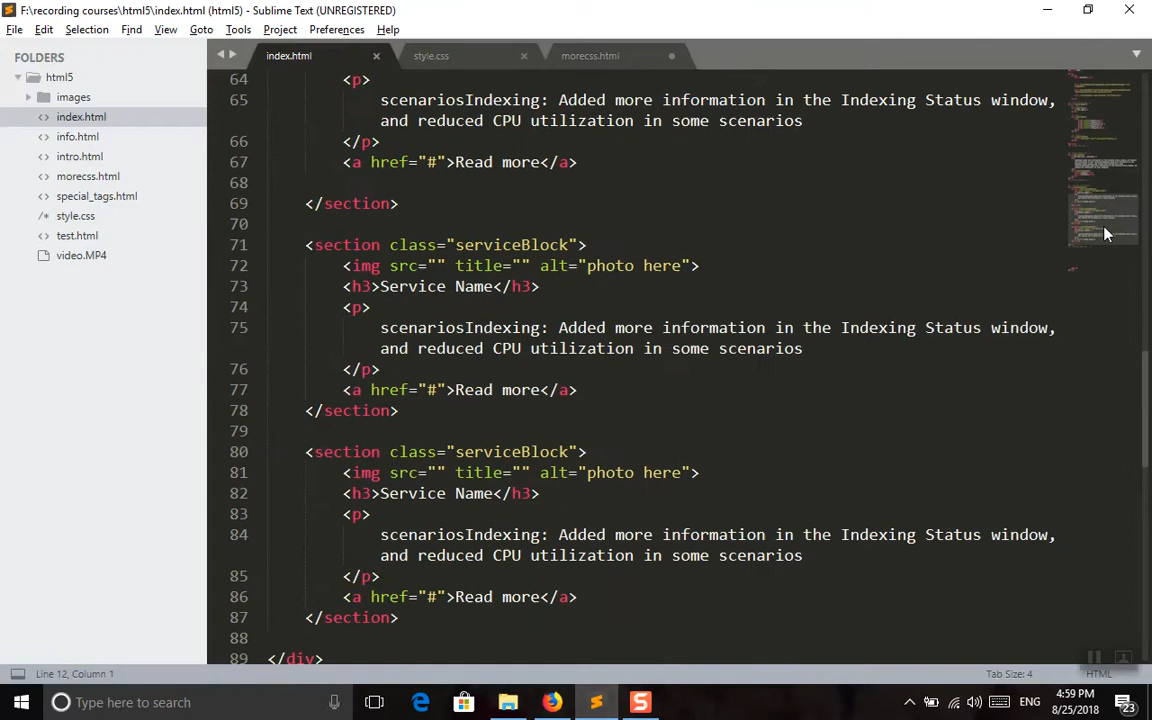 F:\recording courses\html5\index.html (html5) - Sublime Text (UNREGISTERED)
File Edit Selection Find View Goto Tools Project Preferences Help
FOLDERS
html5
images
index.html
info.html
intro.html
morecss.html
special_tags.html
style.css
test.html
video.MP4
index.html style.css morecss.html
64 <p>
65 scenariosIndexing: Added more information in the Indexing Status window,
and reduced CPU utilization in some scenarios
66 </p>
67 <a href="#">Read more</a>
68
69 </section>
70
71 <section class="serviceBlock">
72 <img src="" title="" alt="photo here">
73 <h3>Service Name</h3>
74 <p>
75 scenariosIndexing: Added more information in the Indexing Status window,
and reduced CPU utilization in some scenarios
76 </p>
77 <a href="#">Read more</a>
78 </section>
79
80 <section class="serviceBlock">
81 <img src="" title="" alt="photo here">
82 <h3>Service Name</h3>
83 <p>
84 scenariosIndexing: Added more information in the Indexing Status window,
and reduced CPU utilization in some scenarios
85 </p>
86 <a href="#">Read more</a>
87 </section>
88
89 </div>
Line 12, Column 1 Tab Size: 4 HTML
Type here to search ENG 4:59 PM
8/25/2018 23